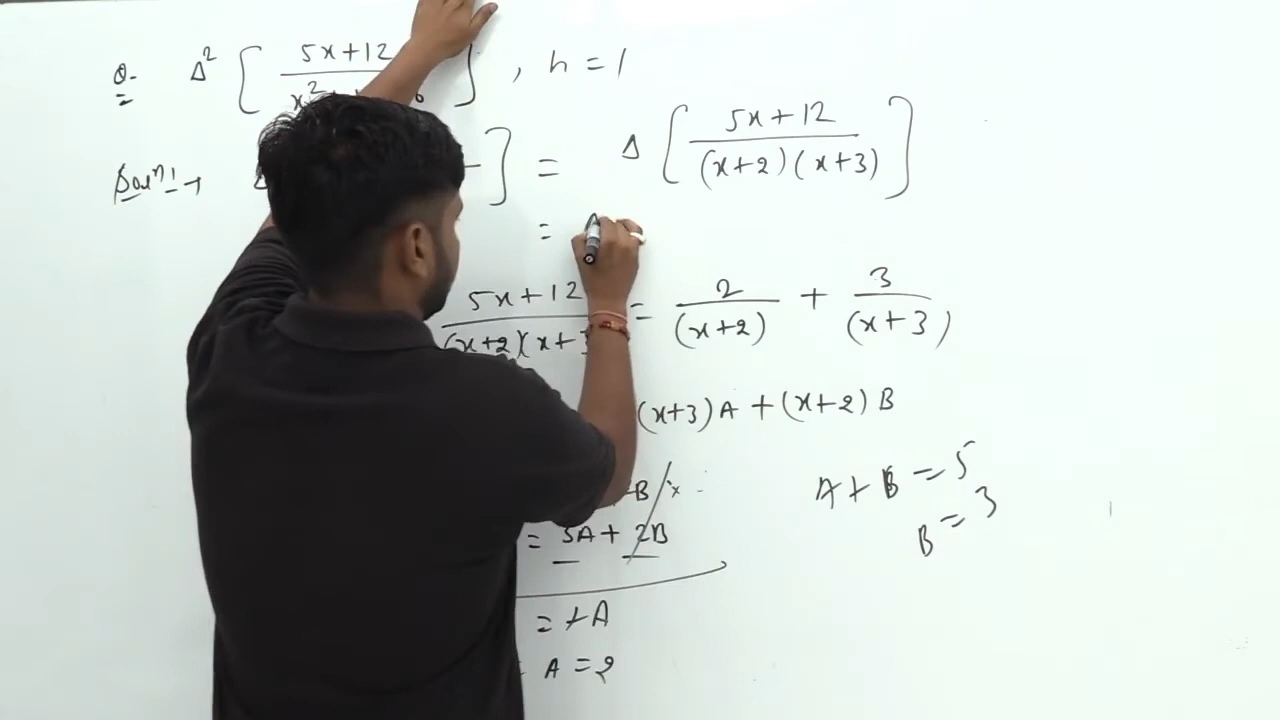 Q- Δ² [ 5x+12 / x² 6 ] , h = 1
Soln! → ] = Δ [ 5x+12 / (x+2)(x+3) ]
= Δ
5x+12 / (x+2)(x+3 = 2 / (x+2) + 3 / (x+3)
(x+3)A + (x+2) B
B ×
A + B = 5
= 3A + 2B
B = 3
= +A
A = 2